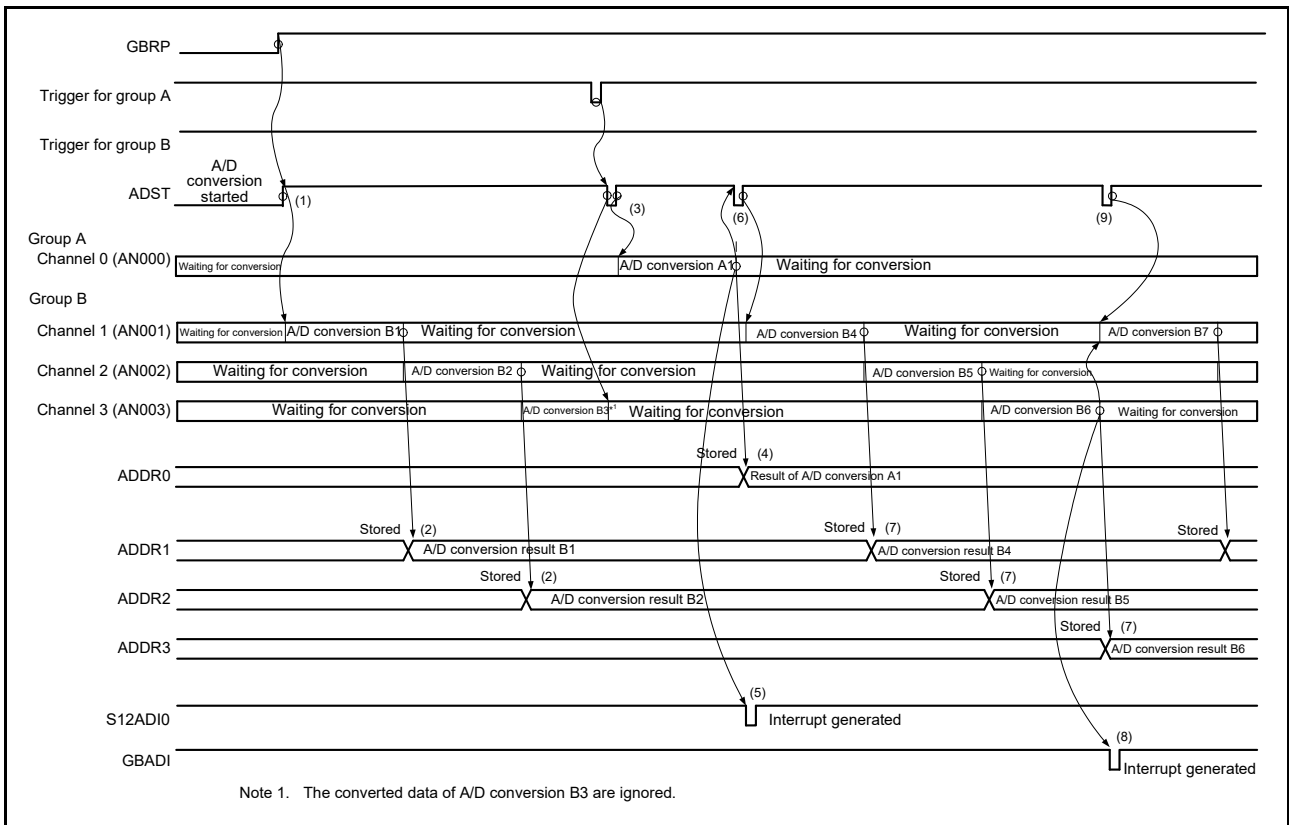 GBRP
Trigger for group A
Trigger for group B
A/D
conversion
started
ADST
(1)
(3)
(6)
(9)
Group A
Channel 0 (AN000)
Waiting for conversion
A/D conversion A1
Waiting for conversion
Group B
Channel 1 (AN001)
Waiting for conversion
A/D conversion B1
Waiting for conversion
A/D conversion B4
Waiting for conversion
A/D conversion B7
Channel 2 (AN002)
Waiting for conversion
A/D conversion B2
Waiting for conversion
A/D conversion B5
Waiting for conversion
Channel 3 (AN003)
Waiting for conversion
A/D conversion B3*1
Waiting for conversion
A/D conversion B6
Waiting for conversion
Stored (4)
ADDR0
Result of A/D conversion A1
Stored (2)
Stored (7)
Stored
ADDR1
A/D conversion result B1
A/D conversion result B4
Stored (2)
Stored (7)
ADDR2
A/D conversion result B2
A/D conversion result B5
Stored (7)
ADDR3
A/D conversion result B6
(5)
S12ADI0
Interrupt generated
(8)
GBADI
Interrupt generated
Note 1. The converted data of A/D conversion B3 are ignored.